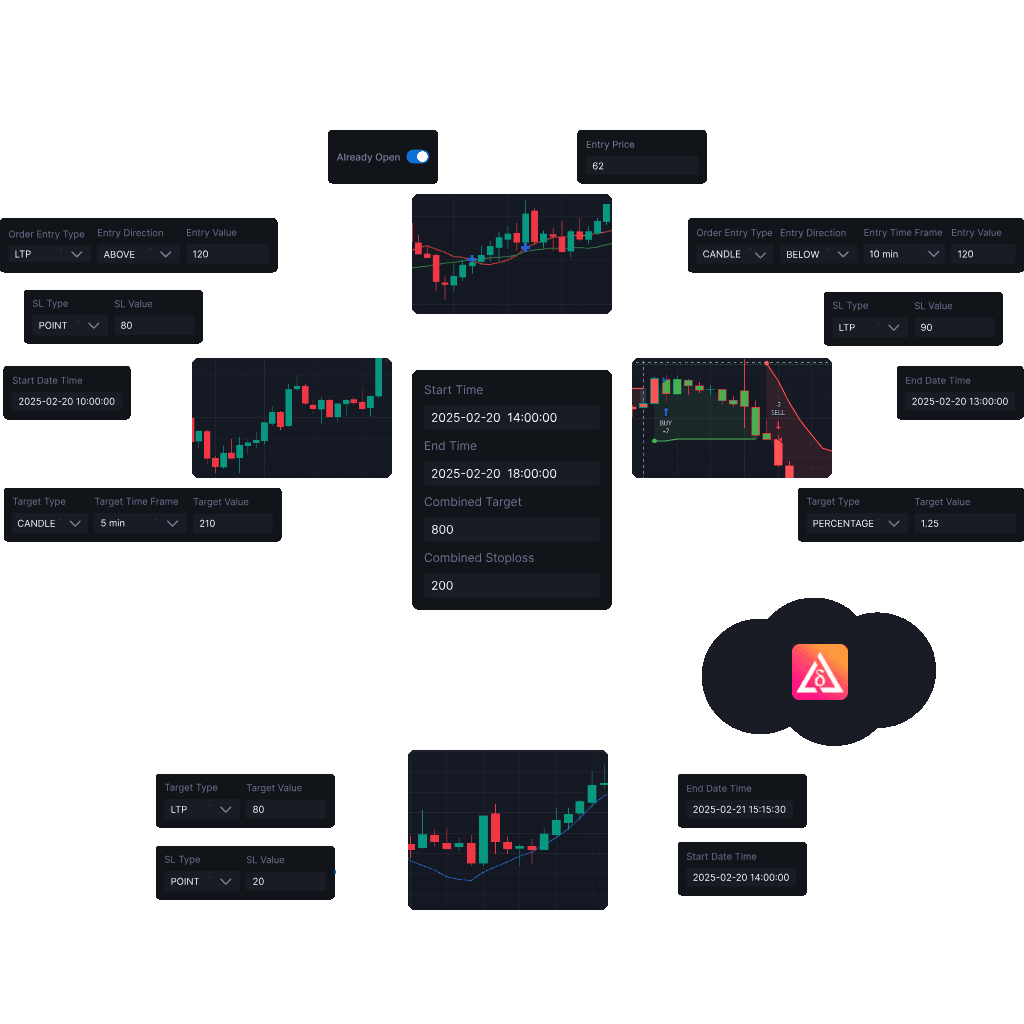 Already Open
Entry Price
62
Order Entry Type Entry Direction Entry Value
LTP ABOVE 120
Order Entry Type Entry Direction Entry Time Frame Entry Value
CANDLE BELOW 10 min 120
SL Type SL Value
POINT 80
SL Type SL Value
LTP 90
Start Date Time
2025-02-20 10:00:00
End Date Time
2025-02-20 13:00:00
BUY
+2
-2
SELL
Start Time
2025-02-20 14:00:00
End Time
2025-02-20 18:00:00
Combined Target
800
Combined Stoploss
200
Target Type Target Time Frame Target Value
CANDLE 5 min 210
Target Type Target Value
PERCENTAGE 1.25
δ
Target Type Target Value
LTP 80
SL Type SL Value
POINT 20
End Date Time
2025-02-21 15:15:30
Start Date Time
2025-02-20 14:00:00